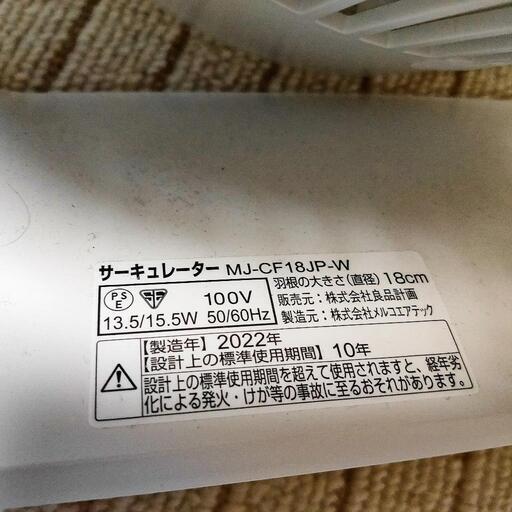 サーキュレーター MJ-CF18JP-W
PSE 100V
13.5/15.5W 50/60Hz
羽根の大きさ(直径) 18cm
販売元:株式会社良品計画
製造元:株式会社メルコエアテック
【製造年】2022年
【設計上の標準使用期間】10年
設計上の標準使用期間を超えて使用されますと、経年劣
化による発火・けが等の事故に至るおそれがあります。